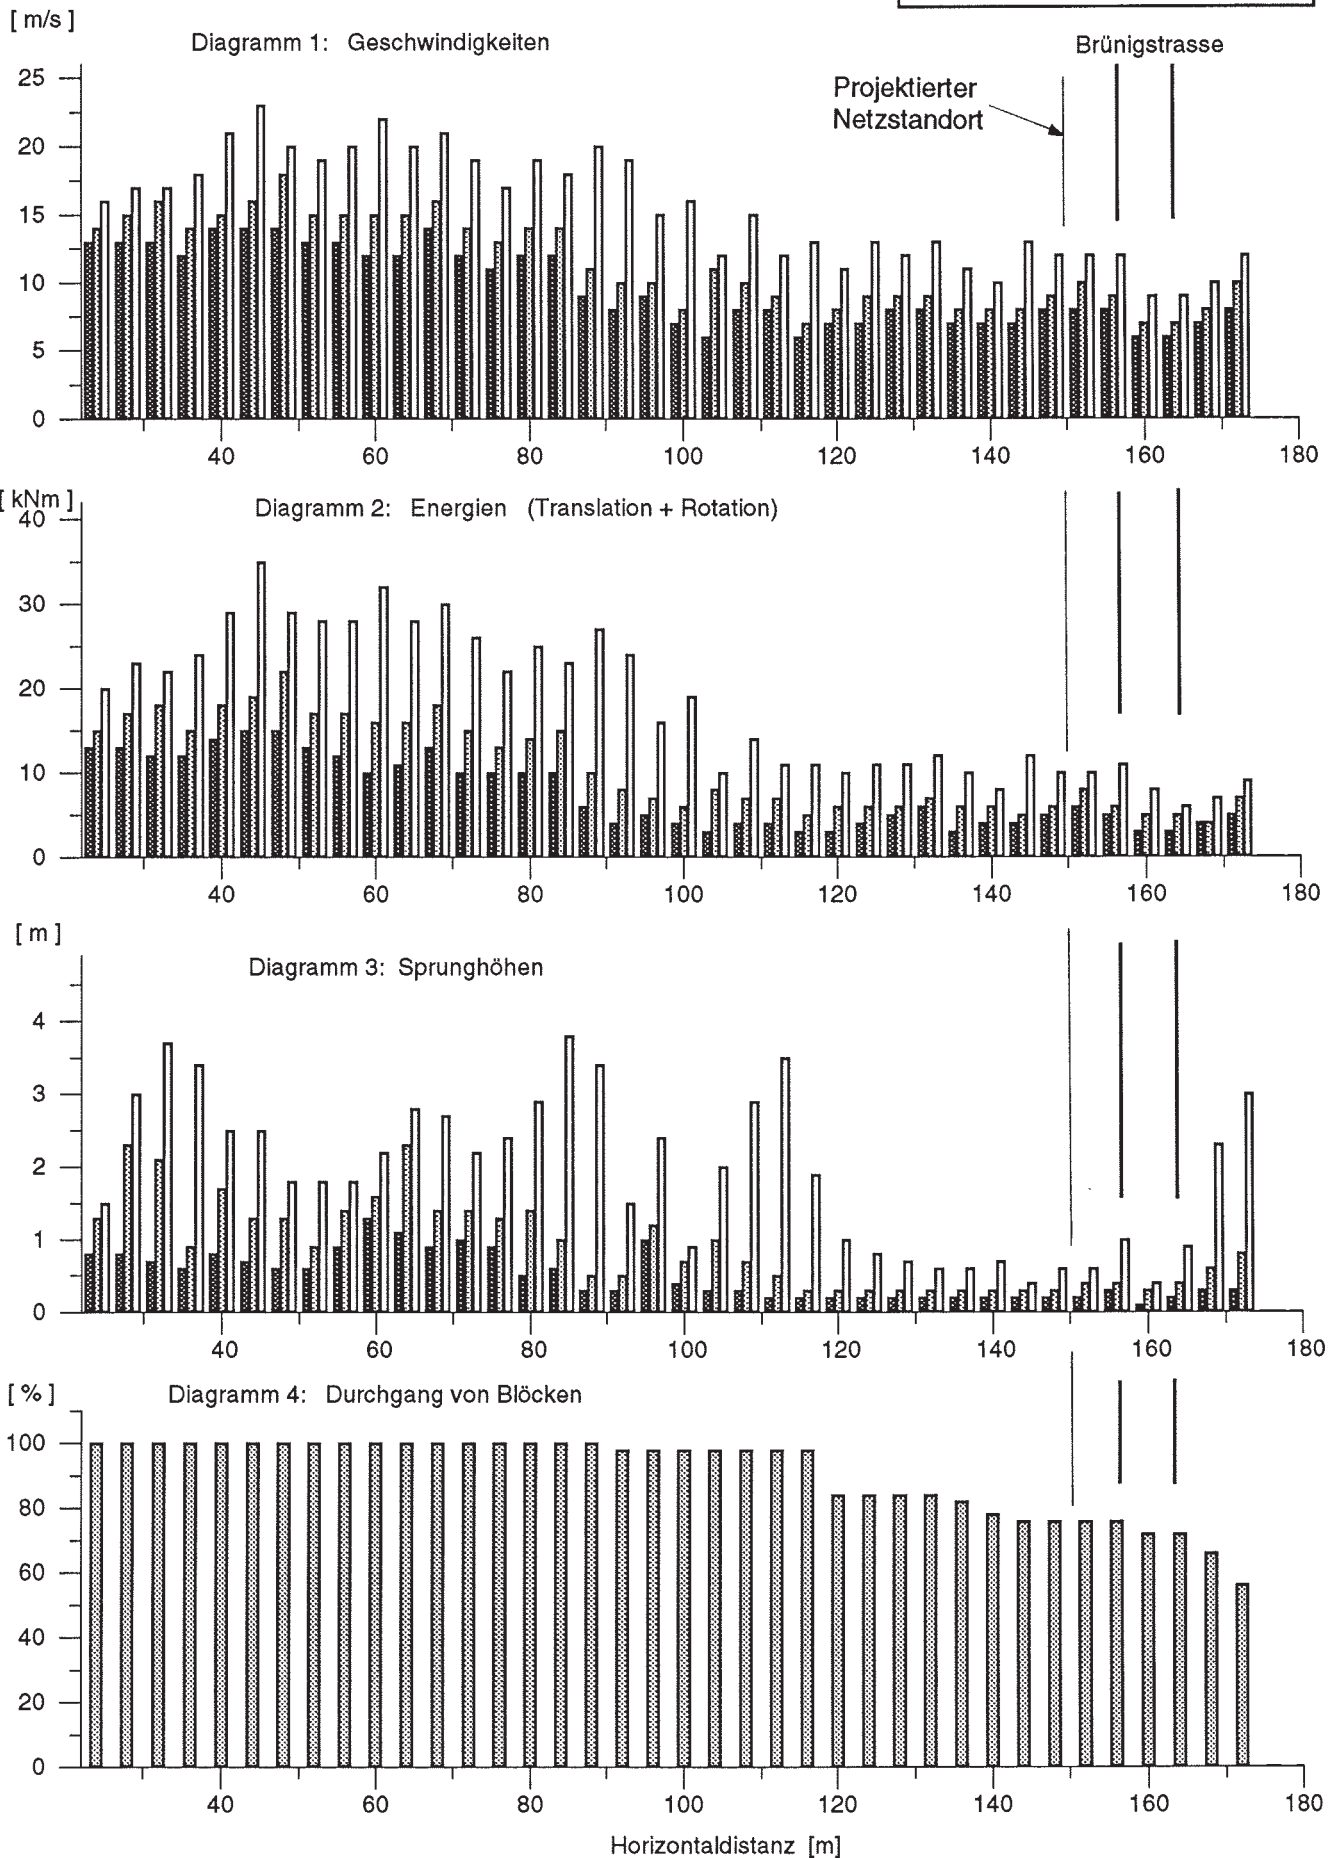 [ m/s ]
Diagramm 1: Geschwindigkeiten
Brünigstrasse
Projektierter
Netzstandort
25
20
15
10
5
0
40 60 80 100 120 140 160 180
[ kNm ]
Diagramm 2: Energien (Translation + Rotation)
40
30
20
10
0
40 60 80 100 120 140 160 180
[ m ]
Diagramm 3: Sprunghöhen
4
3
2
1
0
40 60 80 100 120 140 160 180
[ % ]
Diagramm 4: Durchgang von Blöcken
100
80
60
40
20
0
40 60 80 100 120 140 160 180
Horizontaldistanz [m]